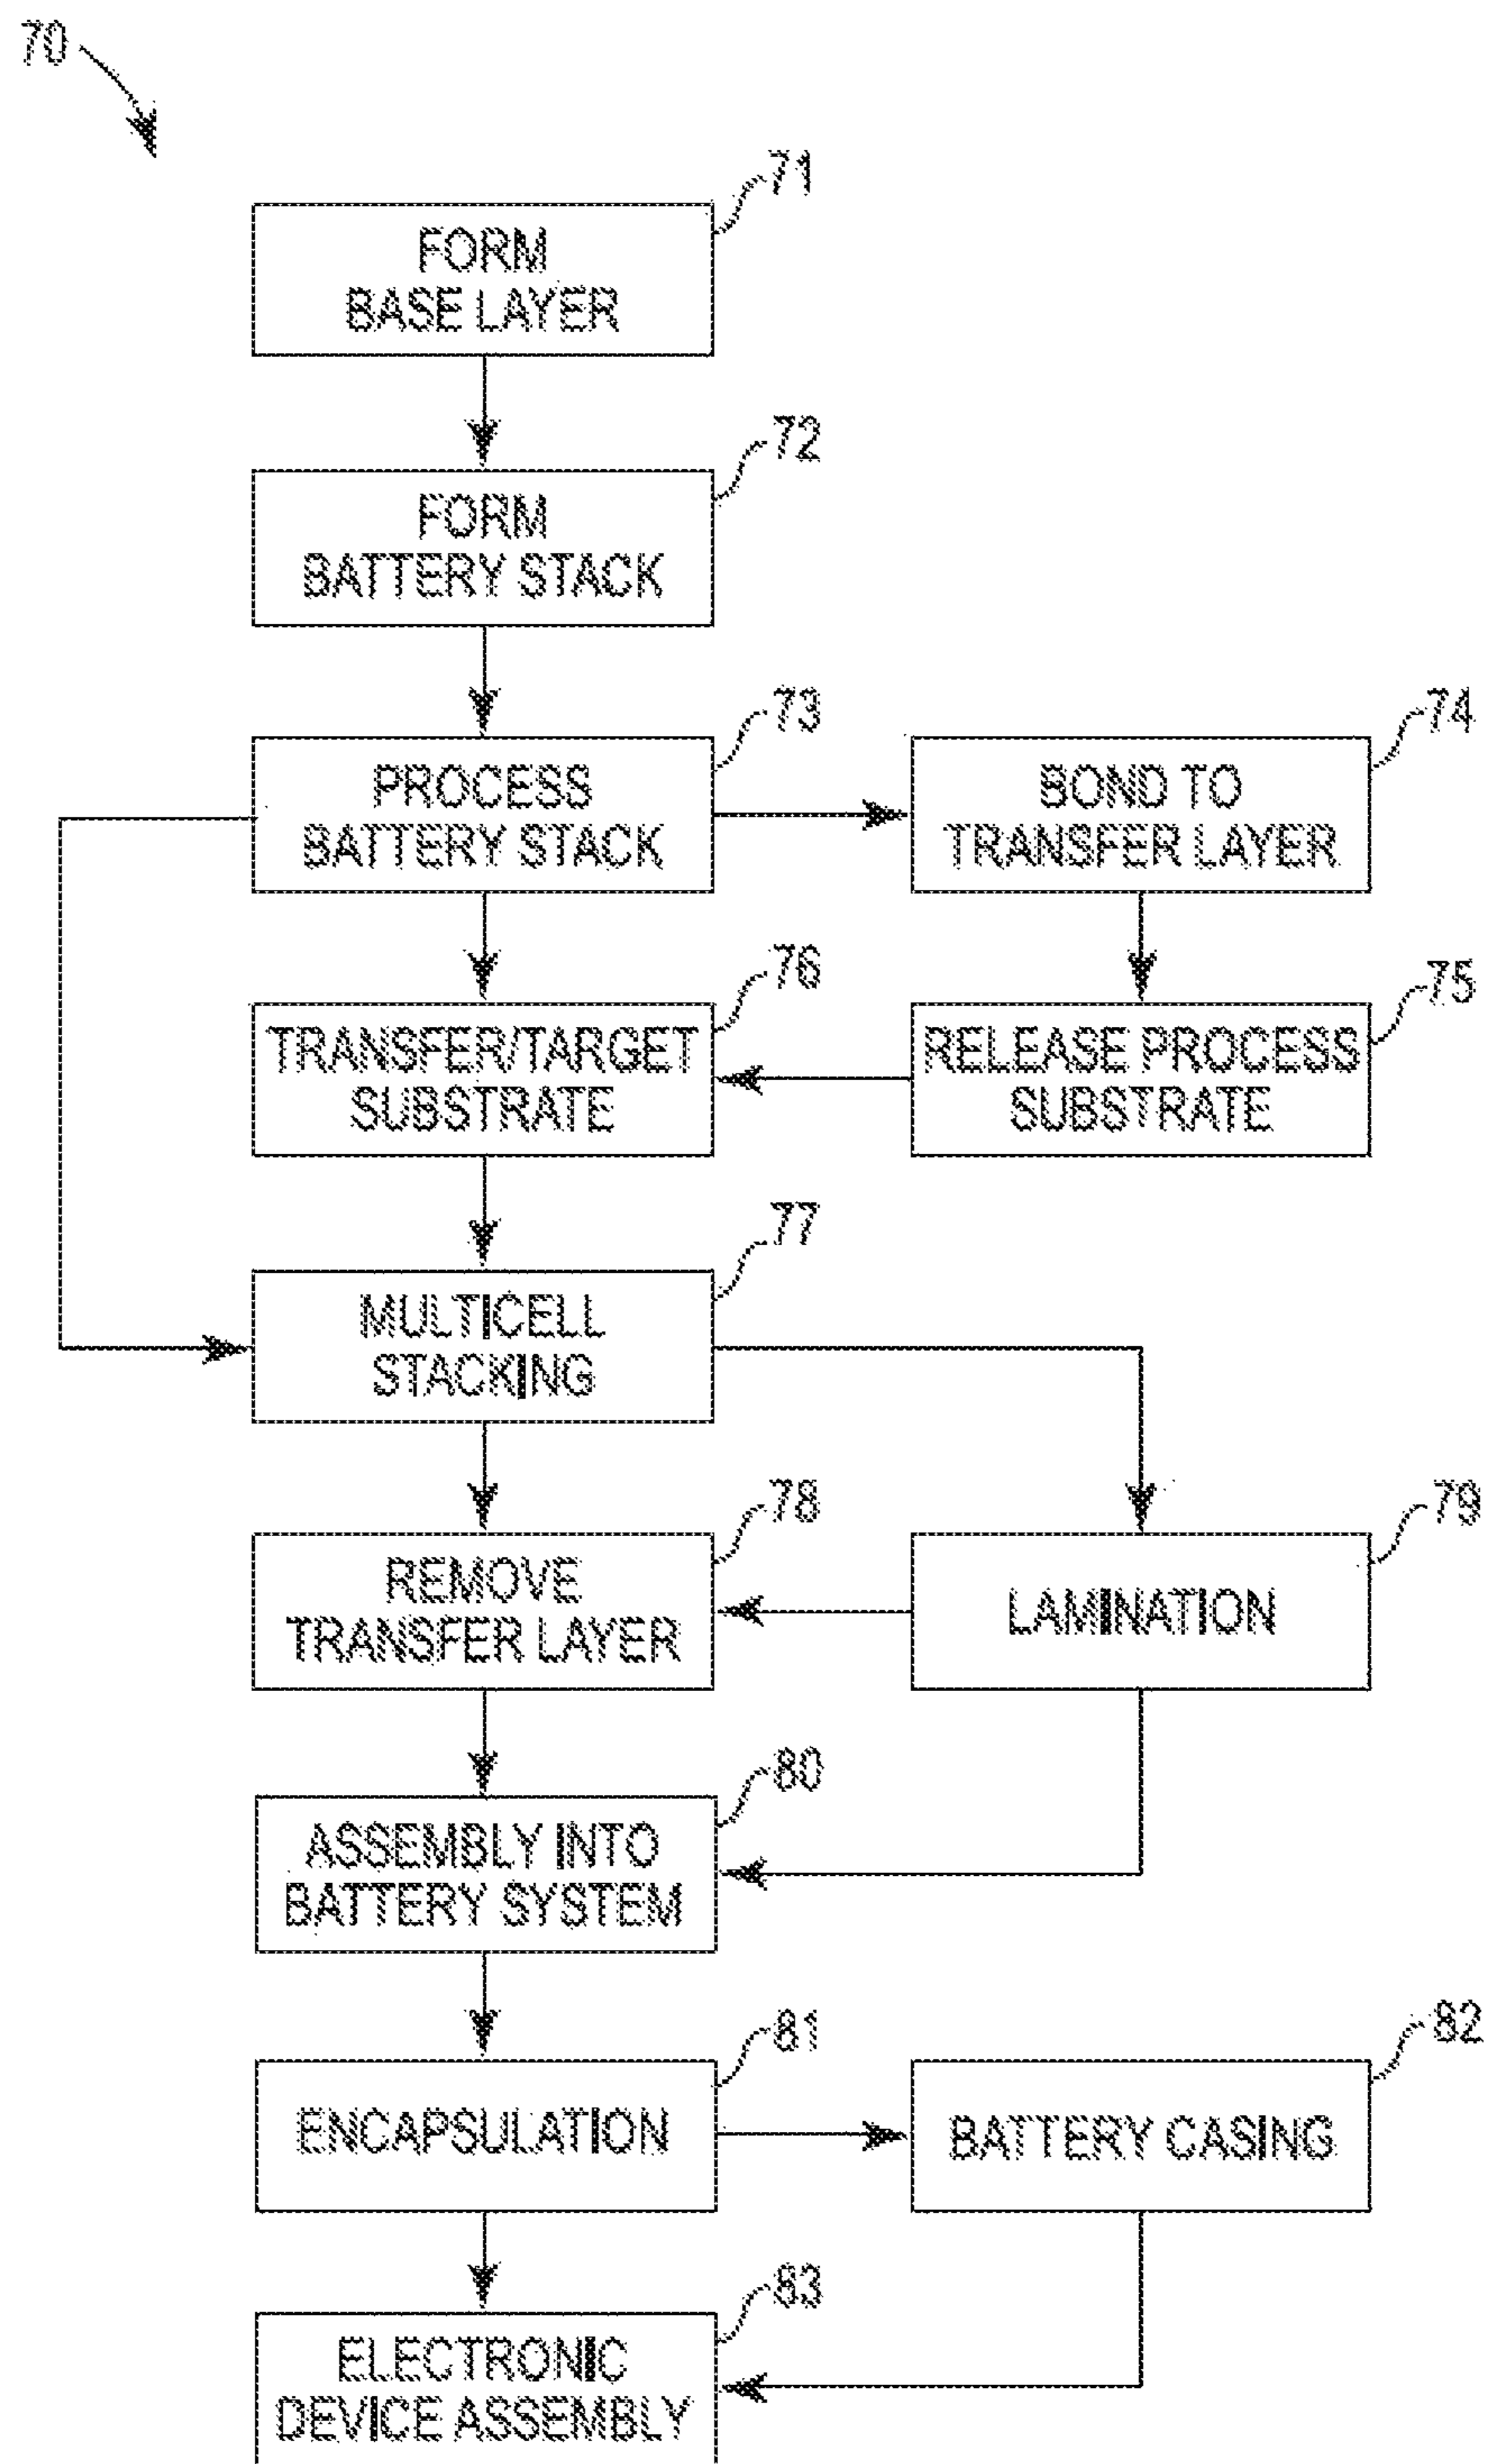 70
71
FORM
BASE LAYER
72
FORM
BATTERY STACK
73
PROCESS
BATTERY STACK
74
BOND TO
TRANSFER LAYER
76
TRANSFER/TARGET
SUBSTRATE
75
RELEASE PROCESS
SUBSTRATE
77
MULTICELL
STACKING
78
REMOVE
TRANSFER LAYER
79
LAMINATION
80
ASSEMBLY INTO
BATTERY SYSTEM
81
ENCAPSULATION
82
BATTERY CASING
83
ELECTRONIC
DEVICE ASSEMBLY